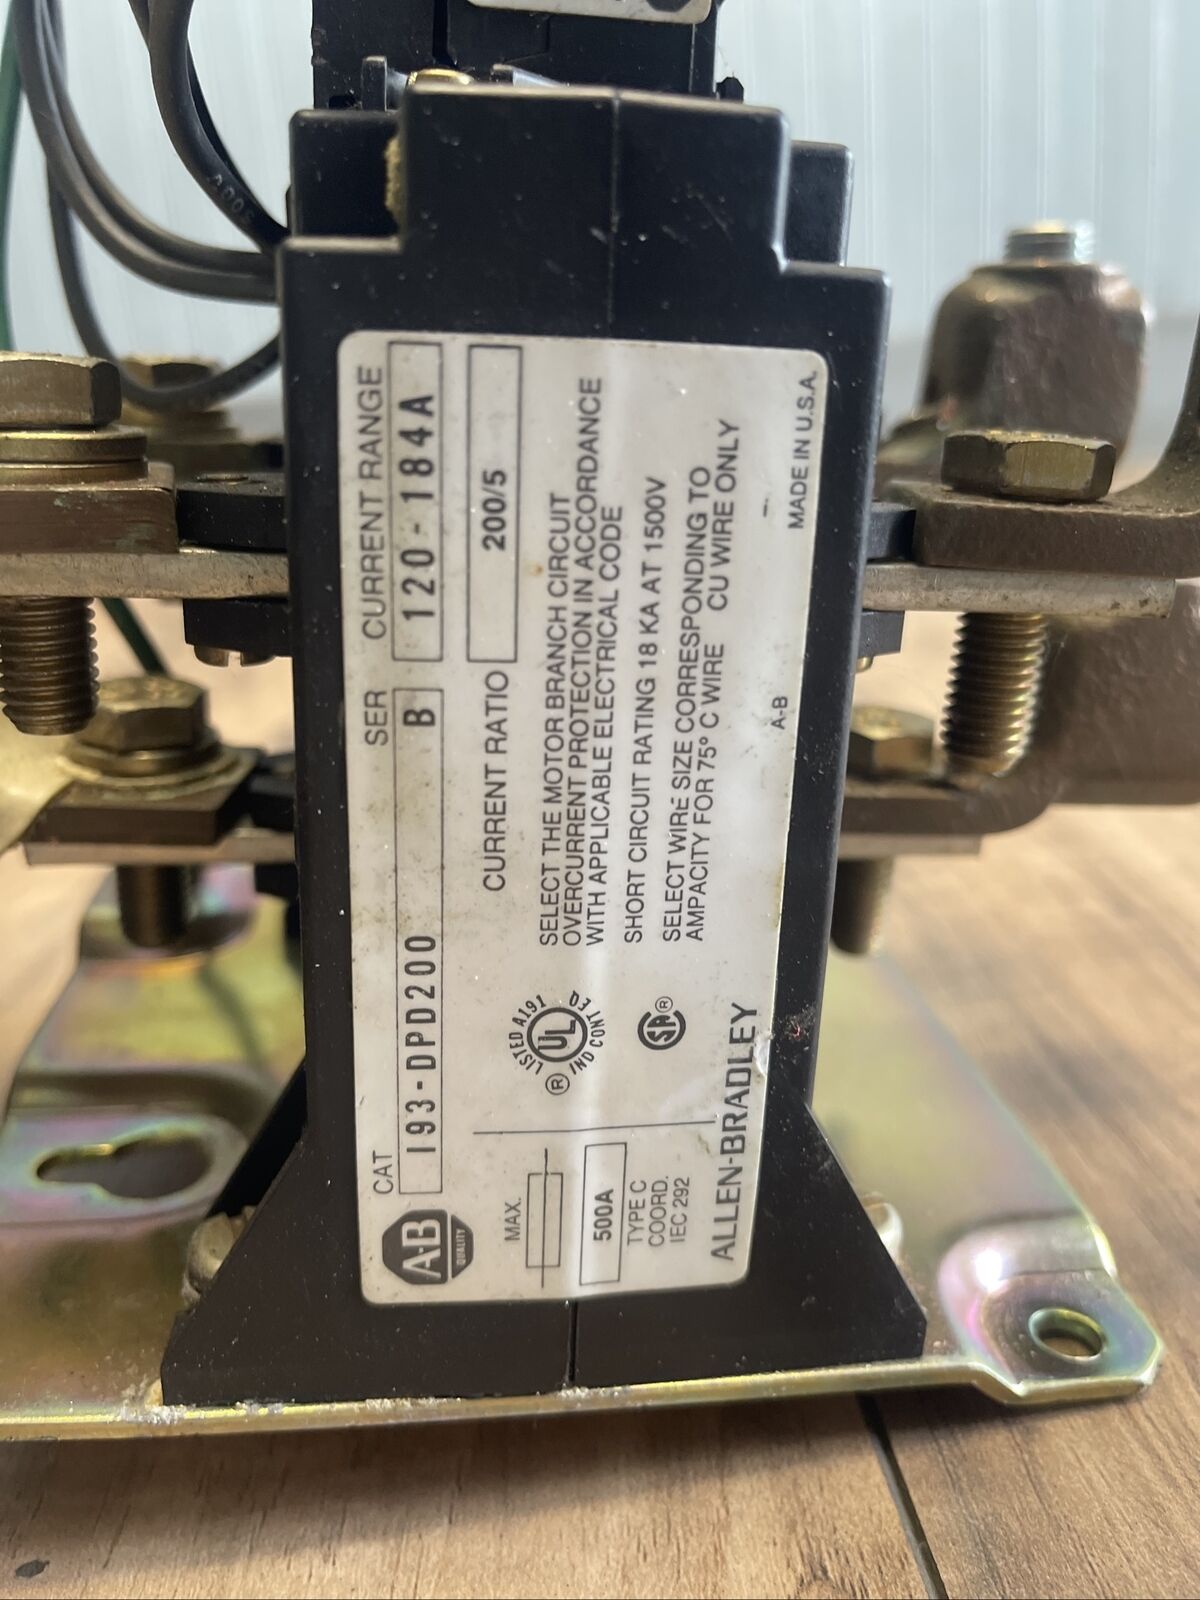 CAT
SER
CURRENT RANGE
A-B
QUALITY
193-DPD200
B
120-184A
CURRENT RATIO
200/5
MAX.
500A
TYPE C
COORD.
IEC 292
® LISTED A191
UL
IND CONT EQ
SA ®
SELECT THE MOTOR BRANCH CIRCUIT
OVERCURRENT PROTECTION IN ACCORDANCE
WITH APPLICABLE ELECTRICAL CODE
SHORT CIRCUIT RATING 18 KA AT 1500V
SELECT WIRE SIZE CORRESPONDING TO
AMPACITY FOR 75° C WIRE CU WIRE ONLY
ALLEN-BRADLEY
A-B
MADE IN U.S.A.